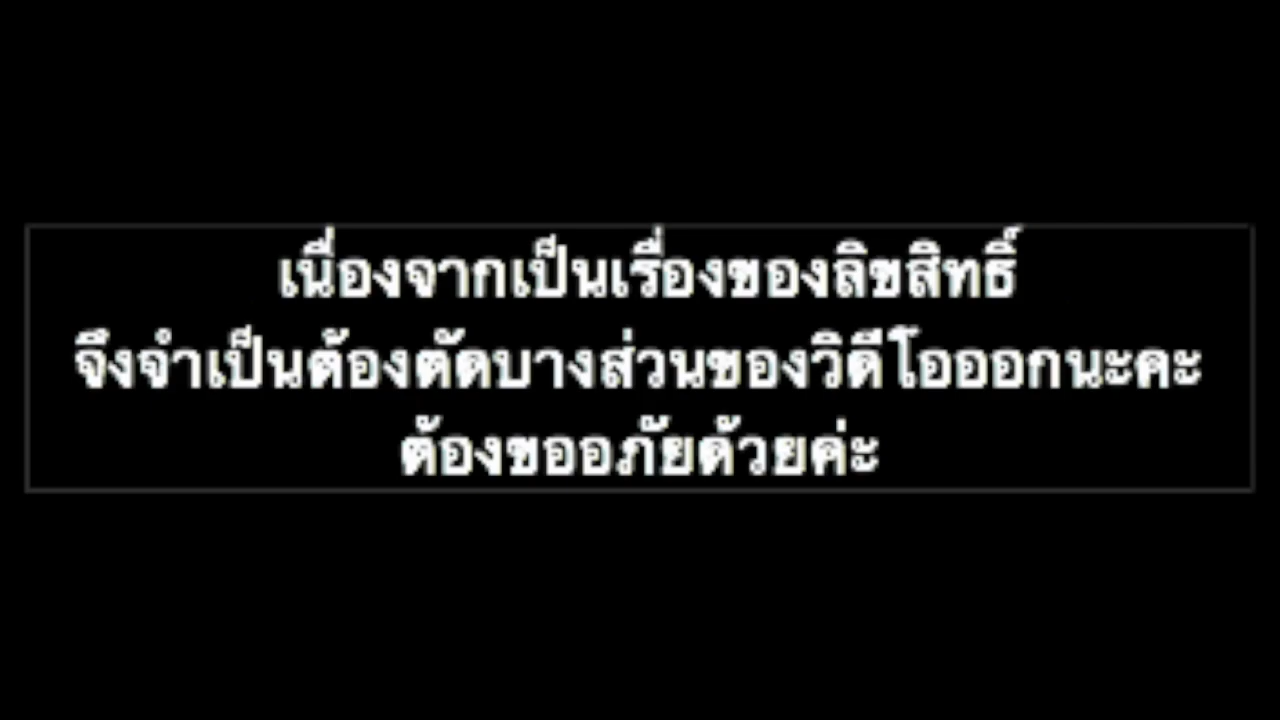 เนื่องจากเป็นเรื่องของลิขสิทธิ์
จึงจำเป็นต้องตัดบางส่วนของวิดีโอออกนะคะ
ต้องขออภัยด้วยค่ะ